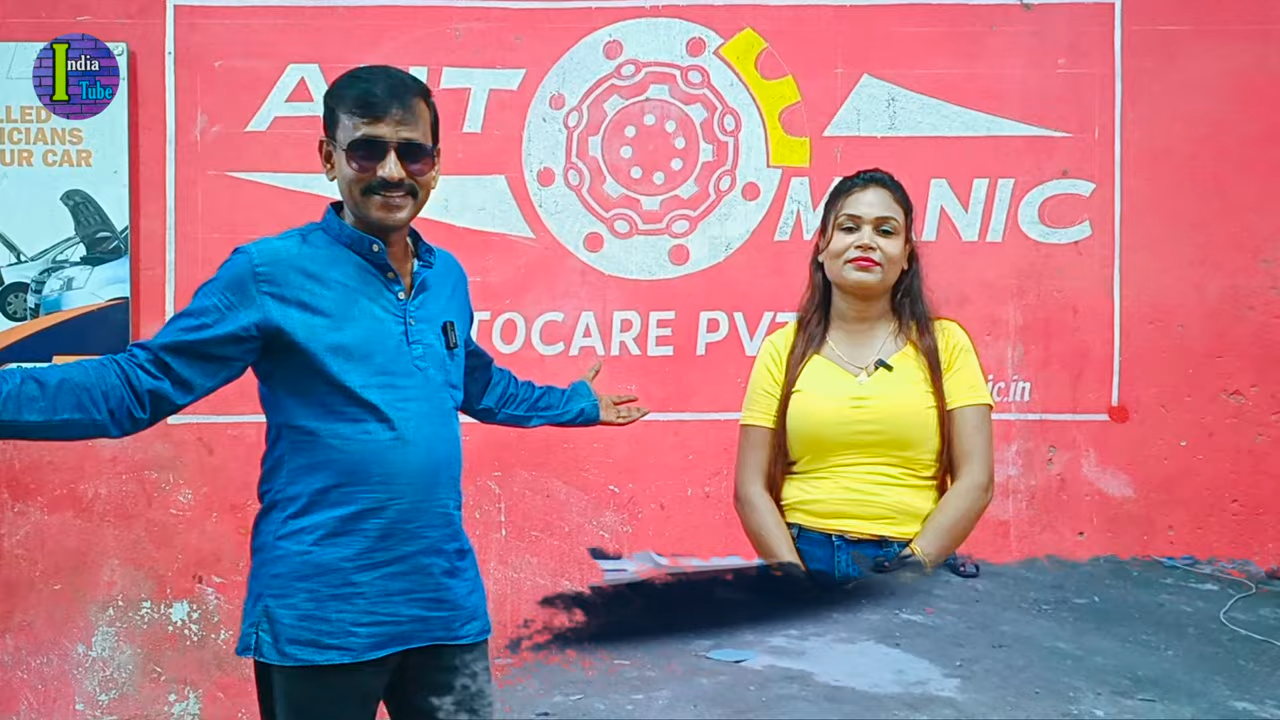 India
Tube
LLED
ICIANS
UR CAR
AUT
MANIC
TOCARE PVT
ic.in